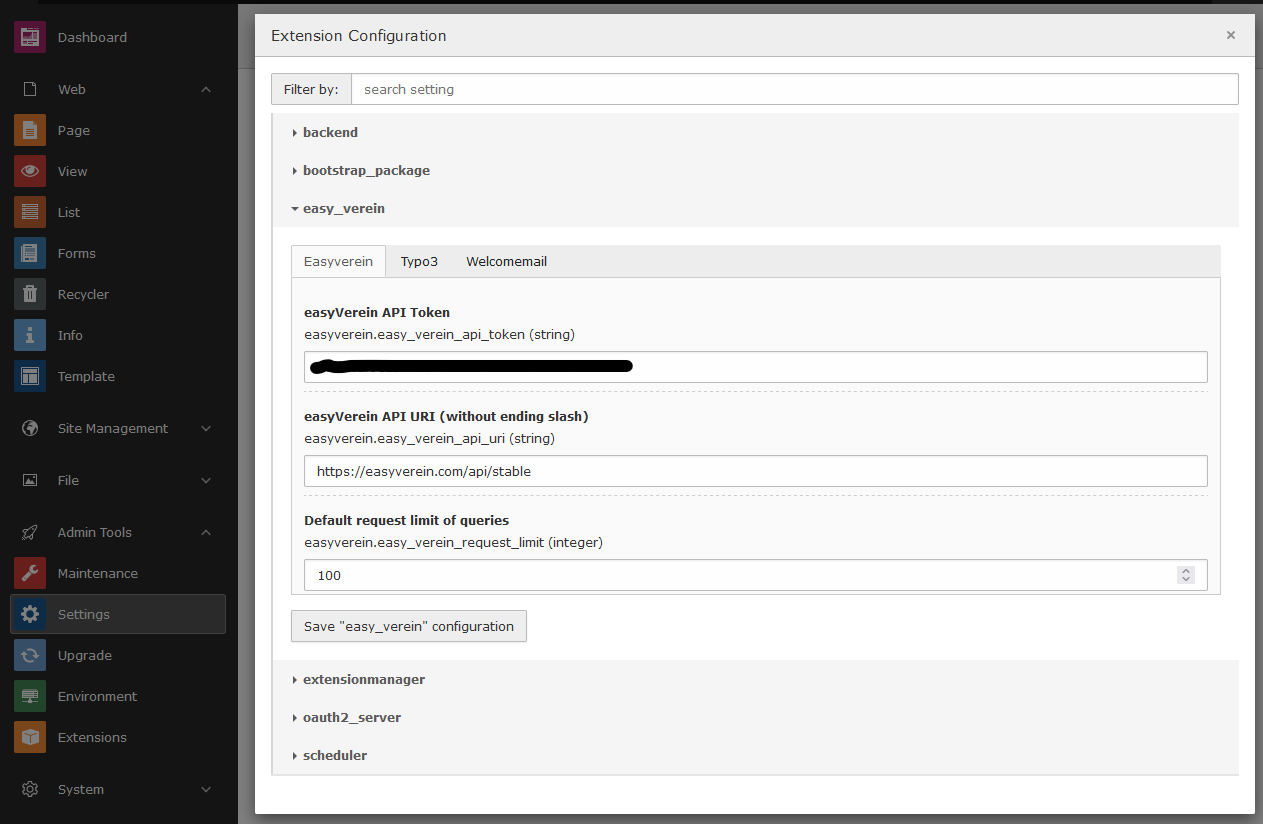 Dashboard
Web
Page
View
List
Forms
Recycler
Info
Template
Site Management
File
Admin Tools
Maintenance
Settings
Upgrade
Environment
Extensions
System
Extension Configuration
×
Filter by: search setting
backend
bootstrap_package
easy_verein
Easyverein Typo3 Welcomemail
easyVerein API Token
easyverein.easy_verein_api_token (string)
easyVerein API URI (without ending slash)
easyverein.easy_verein_api_uri (string)
https://easyverein.com/api/stable
Default request limit of queries
easyverein.easy_verein_request_limit (integer)
100
Save "easy_verein" configuration
extensionmanager
oauth2_server
scheduler